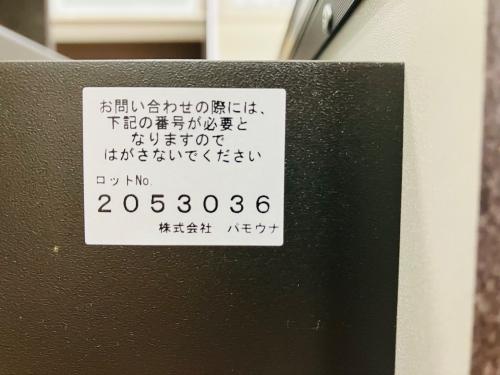 お問い合わせの際には、
下記の番号が必要と
なりますので
はがさないでください
ロットNo.
2053036
株式会社　パモウナ